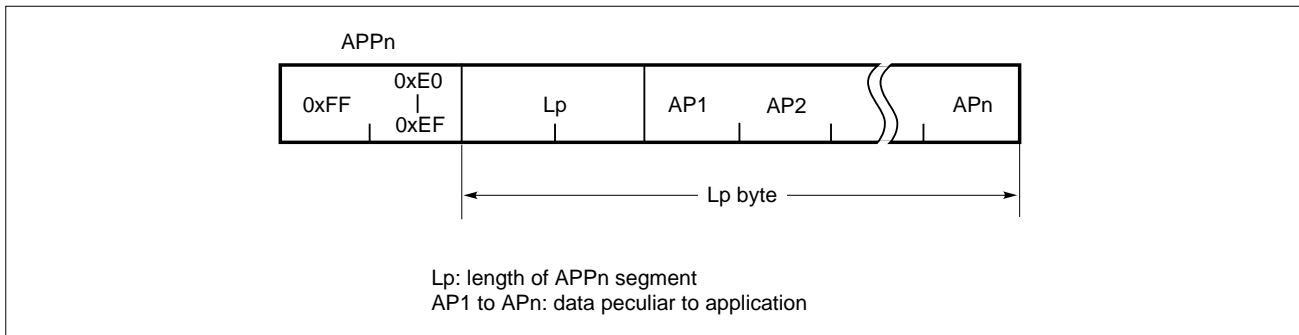 APPn
0xFF
0xE0
0xEF
Lp
AP1
AP2
APn
Lp byte
Lp: length of APPn segment
AP1 to APn: data peculiar to application